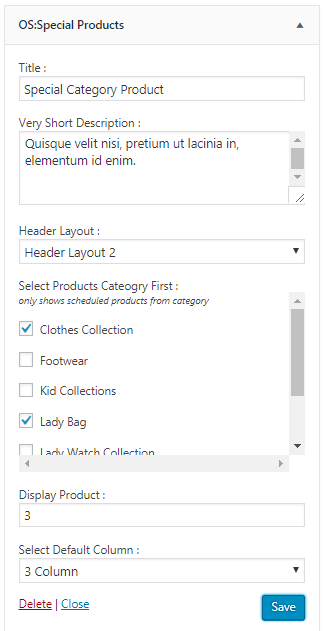 OS:Special Products
Title :
Special Category Product
Very Short Description :
Quisque velit nisi, pretium ut lacinia in,
elementum id enim.
Header Layout :
Header Layout 2
Select Products Cateogry First :
only shows scheduled products from category
Clothes Collection
Footwear
Kid Collections
Lady Bag
Lady Watch Collection
Display Product :
3
Select Default Column :
3 Column
Delete | Close
Save